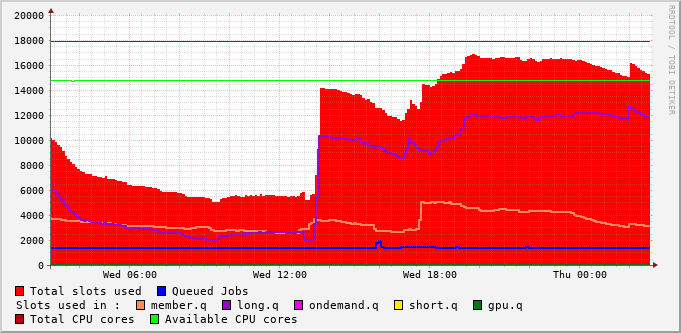 20000
18000
16000
14000
12000
10000
8000
6000
4000
2000
0
Wed 06:00 Wed 12:00 Wed 18:00 Thu 00:00
Total slots used Queued Jobs
Slots used in : member.q long.q ondemand.q short.q gpu.q
Total CPU cores Available CPU cores
RRDTOOL / TOBI OETIKER